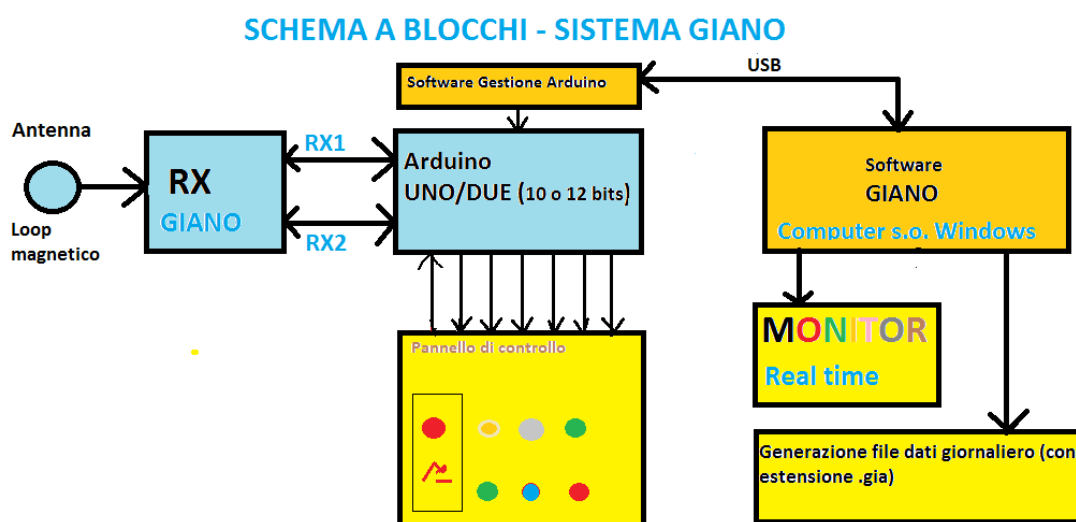 SCHEMA A BLOCCHI - SISTEMA GIANO
USB
Software Gestione Arduino
Antenna
RX1
Arduino
UNO/DUE (10 o 12 bits)
Software
GIANO
Computer s.o. Windows
RX
GIANO
RX2
Loop
magnetico
MONITOR
Real time
Pannello di controllo
Generazione file dati giornaliero (con
estensione .gia)